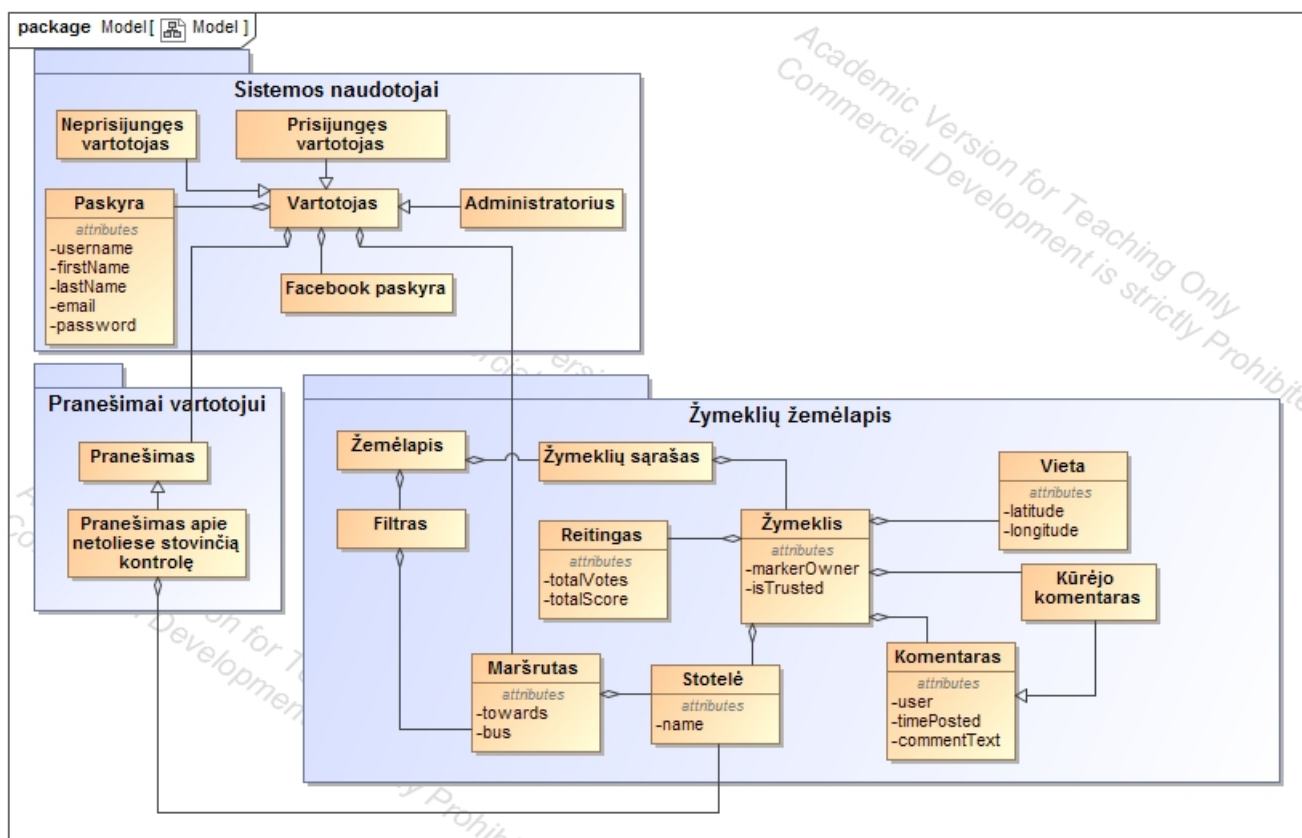 package Model[ Model ]
Academic Version for Teaching Only
Commercial Development is strictly Prohibite
Sistemos naudotojai
Neprisijungęs
vartotojas
Prisijungęs
vartotojas
Paskyra
attributes
-username
-firstName
-lastName
-email
-password
Vartotojas
Administratorius
Facebook paskyra
Pranešimai vartotojui
Pranešimas
Pranešimas apie
netoliese stovinčią
kontrolę
Žymeklių žemėlapis
Žemėlapis
Žymeklių sąrašas
Filtras
Reitingas
attributes
-totalVotes
-totalScore
Žymeklis
attributes
-markerOwner
-isTrusted
Vieta
attributes
-latitude
-longitude
Kūrėjo
komentaras
Komentaras
attributes
-user
-timePosted
-commentText
Maršrutas
attributes
-towards
-bus
Stotelė
attributes
-name